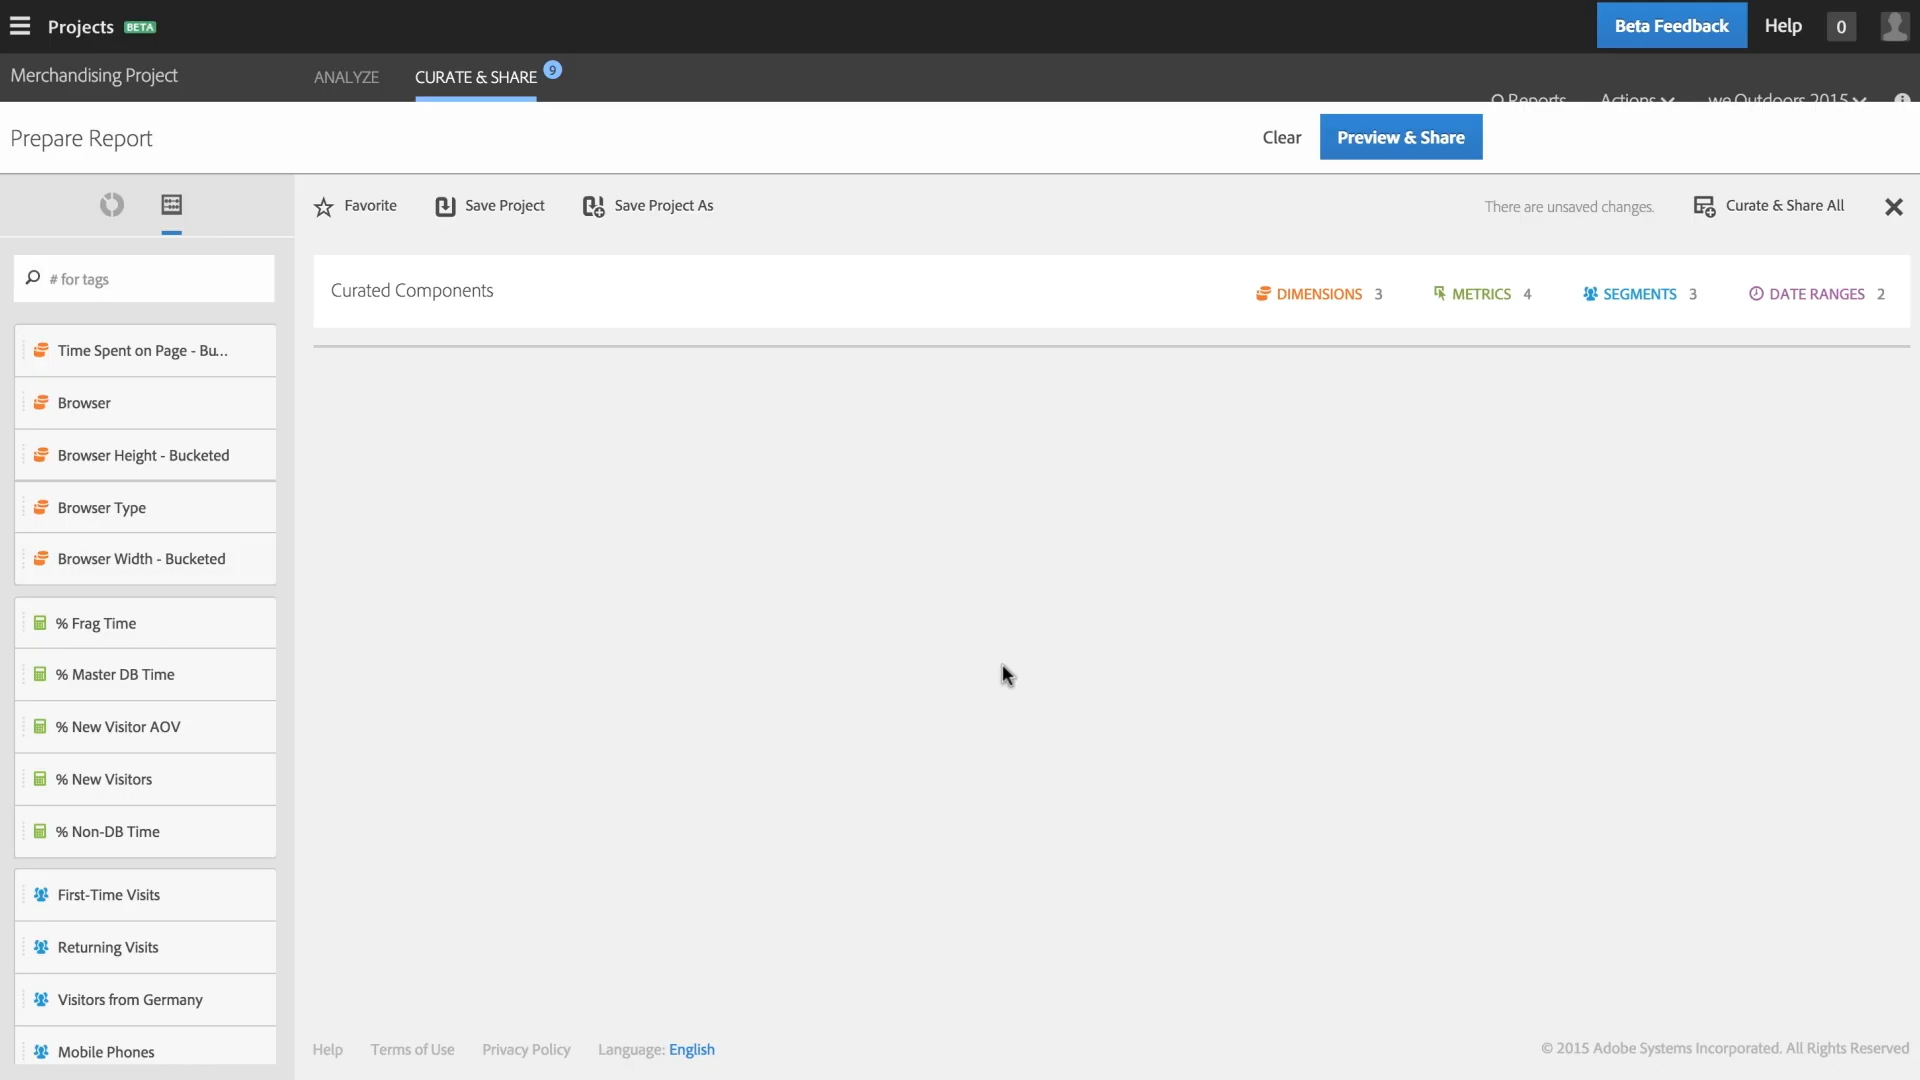 Projects BETA
Beta Feedback Help 0
Merchandising Project ANALYZE CURATE & SHARE 9
Reports Actions we.Outdoors 2015
Prepare Report Clear Preview & Share
Favorite Save Project Save Project As There are unsaved changes. Curate & Share All
# for tags
Curated Components DIMENSIONS 3 METRICS 4 SEGMENTS 3 DATE RANGES 2
Time Spent on Page - Bu...
Browser
Browser Height - Bucketed
Browser Type
Browser Width - Bucketed
% Frag Time
% Master DB Time
% New Visitor AOV
% New Visitors
% Non-DB Time
First-Time Visits
Returning Visits
Visitors from Germany
Mobile Phones
Help Terms of Use Privacy Policy Language: English © 2015 Adobe Systems Incorporated. All Rights Reserved